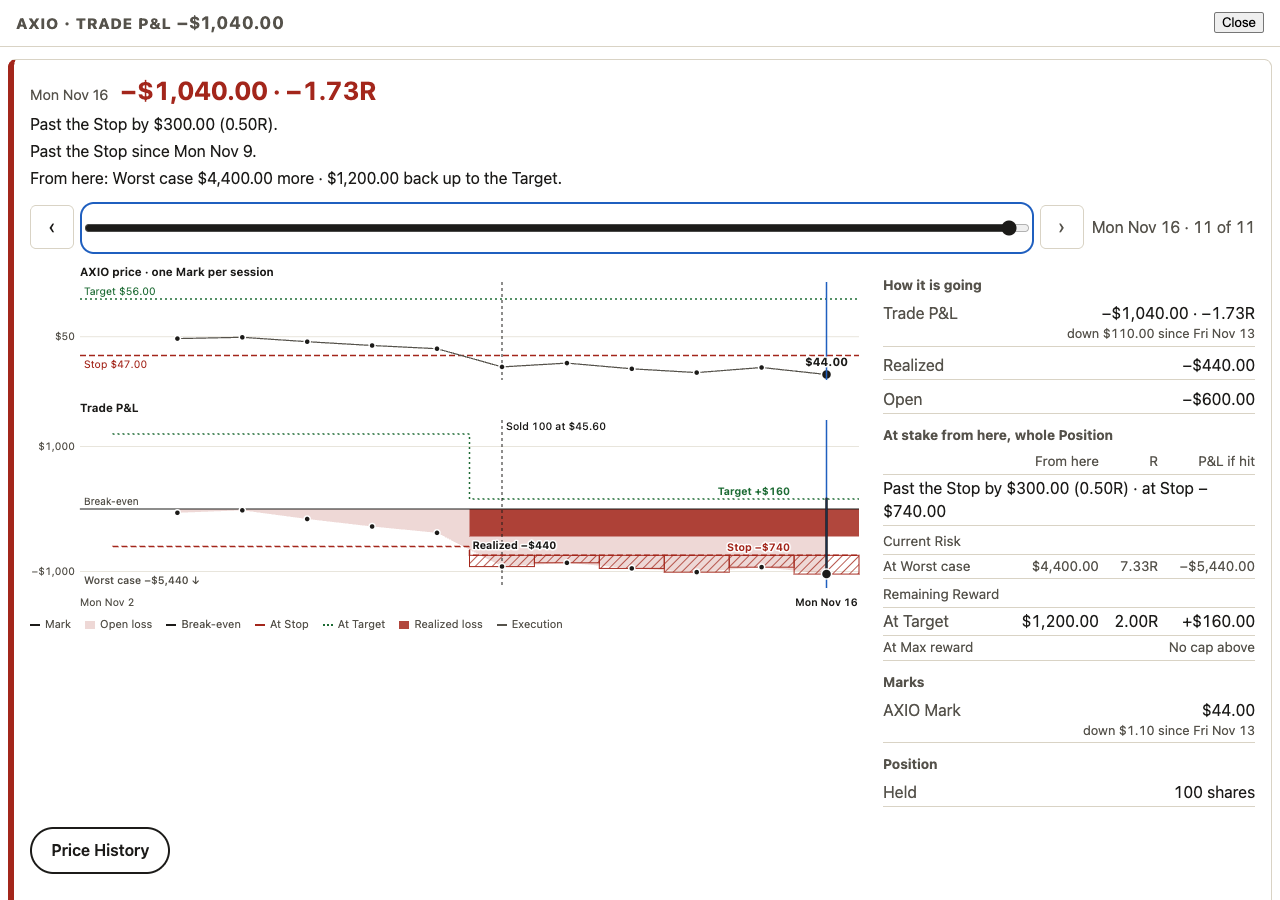 AXIO · TRADE P&L −$1,040.00
Close
Mon Nov 16 −$1,040.00 · −1.73R
Past the Stop by $300.00 (0.50R).
Past the Stop since Mon Nov 9.
From here: Worst case $4,400.00 more · $1,200.00 back up to the Target.
‹
›
Mon Nov 16 · 11 of 11
AXIO price · one Mark per session
Target $56.00
$50
Stop $47.00
$44.00
Trade P&L
Sold 100 at $45.60
$1,000
Target +$160
Break-even
Realized −$440
Stop −$740
−$1,000
Worst case −$5,440 ↓
Mon Nov 2
Mon Nov 16
Mark
Open loss
Break-even
At Stop
At Target
Realized loss
Execution
How it is going
Trade P&L −$1,040.00 · −1.73R
down $110.00 since Fri Nov 13
Realized −$440.00
Open −$600.00
At stake from here, whole Position
From here R P&L if hit
Past the Stop by $300.00 (0.50R) · at Stop −
$740.00
Current Risk
At Worst case $4,400.00 7.33R −$5,440.00
Remaining Reward
At Target $1,200.00 2.00R +$160.00
At Max reward No cap above
Marks
AXIO Mark $44.00
down $1.10 since Fri Nov 13
Position
Held 100 shares
Price History